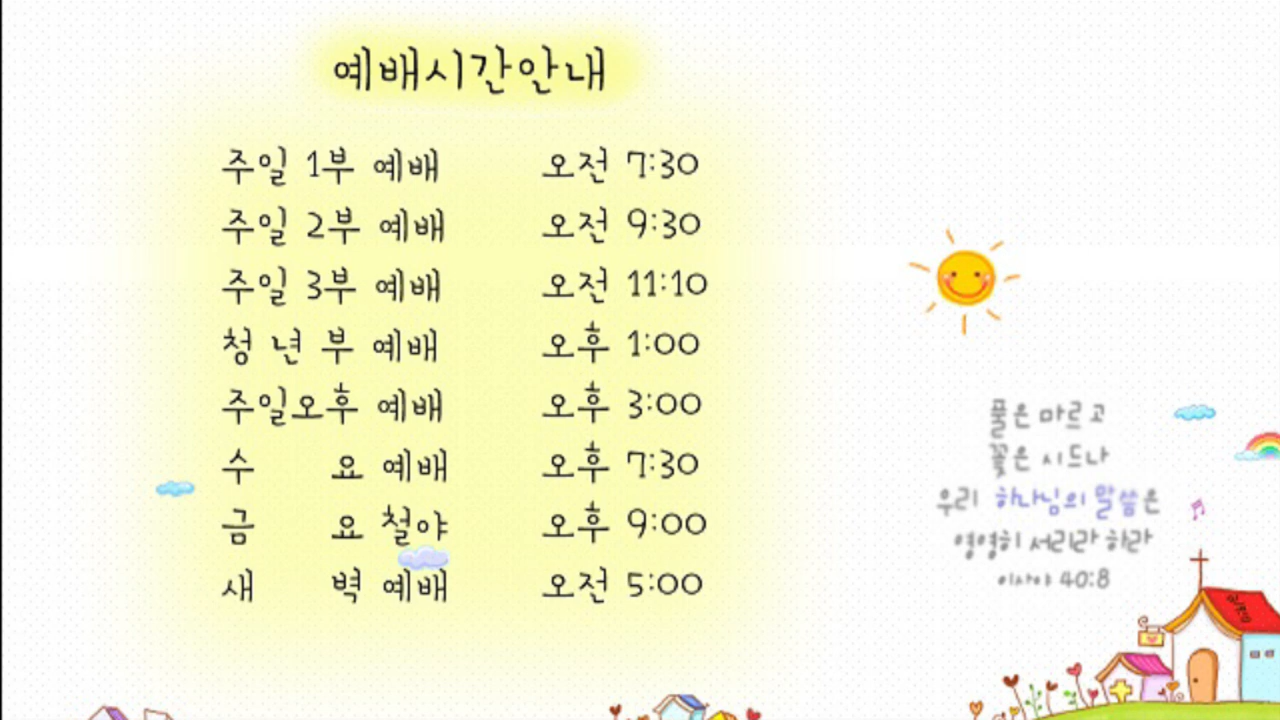 예배시간안내
주일 1부 예배 오전 7:30
주일 2부 예배 오전 9:30
주일 3부 예배 오전 11:10
청 년 부 예배 오후 1:00
주일오후 예배 오후 3:00
수 요 예배 오후 7:30
금 요 철야 오후 9:00
새 벽 예배 오전 5:00
풀은 마르고
꽃은 시드나
우리 하나님의 말씀은
영영히 서리라 하라
이사야 40:8